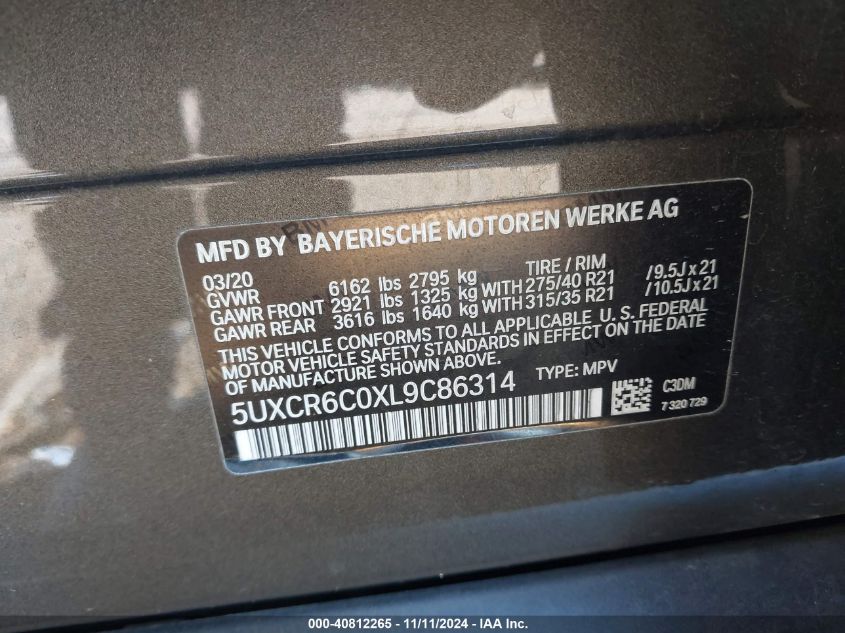 MFD BY BAYERISCHE MOTOREN WERKE AG
03/20
GVWR 6162 lbs 2795 kg TIRE / RIM
GAWR FRONT 2921 lbs 1325 kg WITH 275/40 R21 /9.5J x 21
GAWR REAR 3616 lbs 1640 kg WITH 315/35 R21 /10.5J x 21
THIS VEHICLE CONFORMS TO ALL APPLICABLE U. S. FEDERAL
MOTOR VEHICLE SAFETY STANDARDS IN EFFECT ON THE DATE
OF MANUFACTURE SHOWN ABOVE.
5UXCR6C0XL9C86314 TYPE: MPV
C3DM
7 320 729
000-40812265 - 11/11/2024 - IAA Inc.